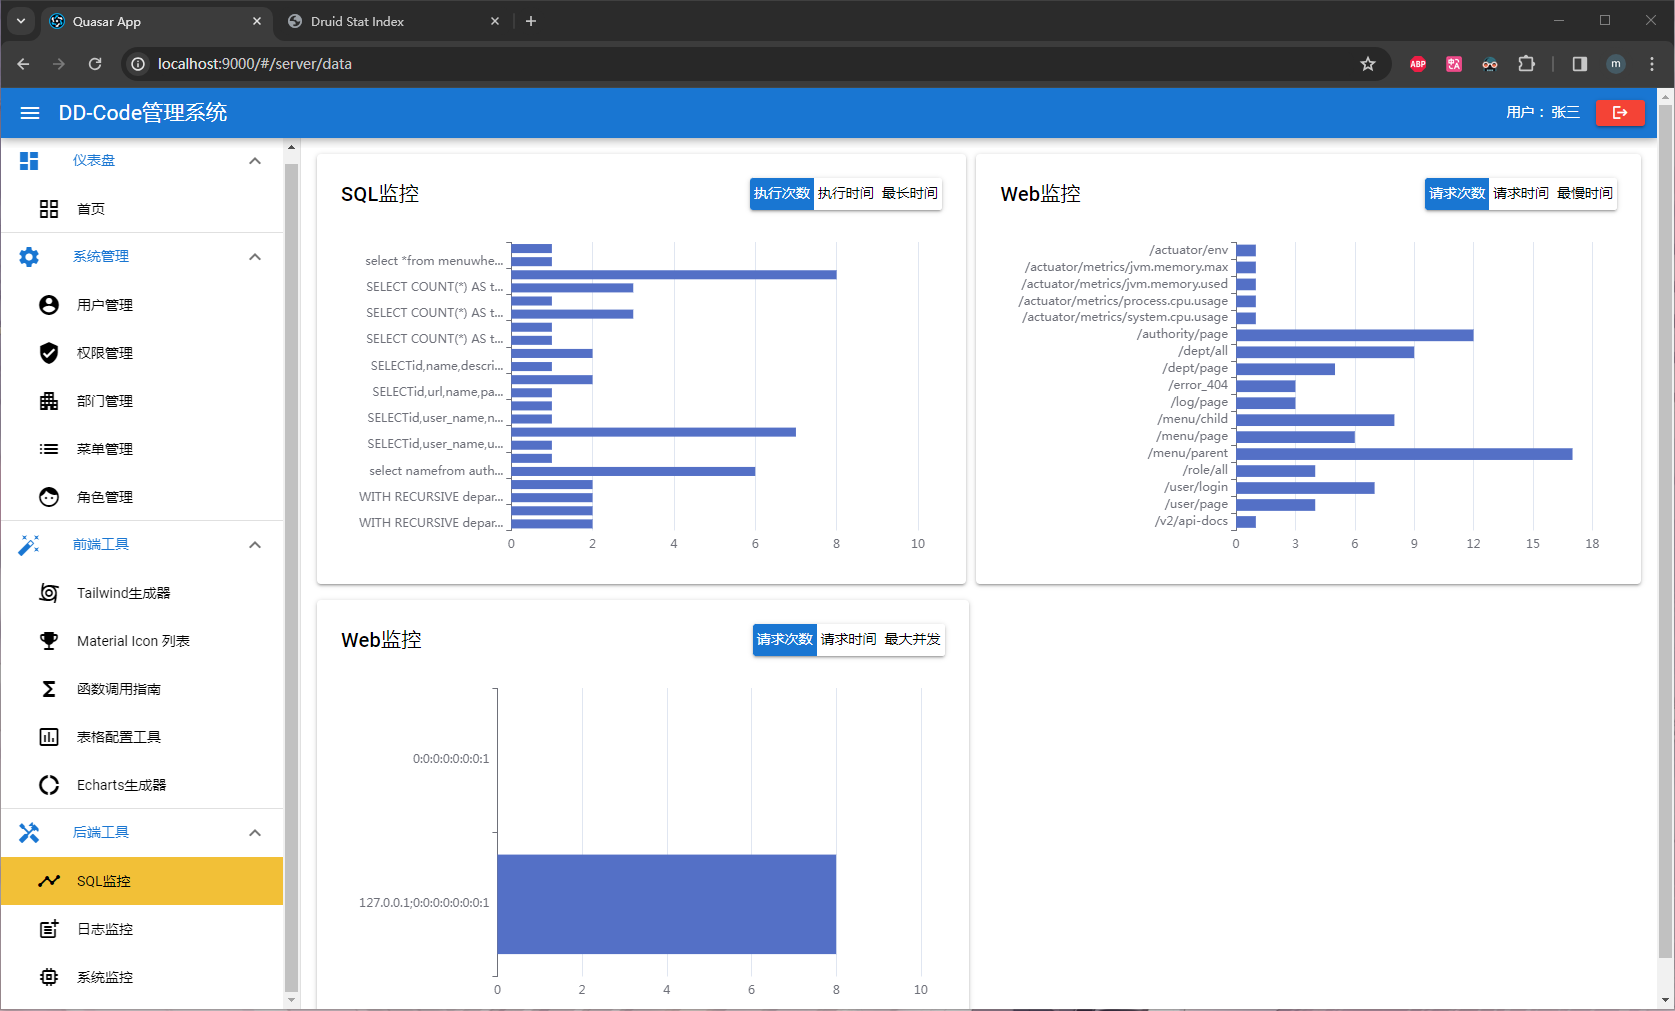 Quasar App
Druid Stat Index
localhost:9000/#/server/data
ABP
m
DD-Code管理系统
用户： 张三
仪表盘
首页
系统管理
用户管理
权限管理
部门管理
菜单管理
角色管理
前端工具
Tailwind生成器
Material Icon 列表
函数调用指南
表格配置工具
Echarts生成器
后端工具
SQL监控
日志监控
系统监控
SQL监控
执行次数 执行时间 最长时间
select *from menuwhe...
SELECT COUNT(*) AS t...
SELECT COUNT(*) AS t...
SELECT COUNT(*) AS t...
SELECTid,name,descri...
SELECTid,url,name,pa...
SELECTid,user_name,n...
SELECTid,user_name,u...
select namefrom auth...
WITH RECURSIVE depar...
WITH RECURSIVE depar...
0 2 4 6 8 10
Web监控
请求次数 请求时间 最慢时间
/actuator/env
/actuator/metrics/jvm.memory.max
/actuator/metrics/jvm.memory.used
/actuator/metrics/process.cpu.usage
/actuator/metrics/system.cpu.usage
/authority/page
/dept/all
/dept/page
/error_404
/log/page
/menu/child
/menu/page
/menu/parent
/role/all
/user/login
/user/page
/v2/api-docs
0 3 6 9 12 15 18
Web监控
请求次数 请求时间 最大并发
0:0:0:0:0:0:0:1
127.0.0.1;0:0:0:0:0:0:0:1
0 2 4 6 8 10